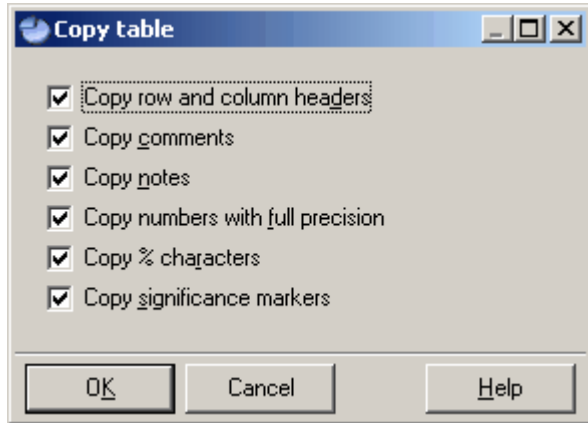 Copy table
Copy row and column headers
Copy comments
Copy notes
Copy numbers with full precision
Copy % characters
Copy significance markers
OK Cancel Help